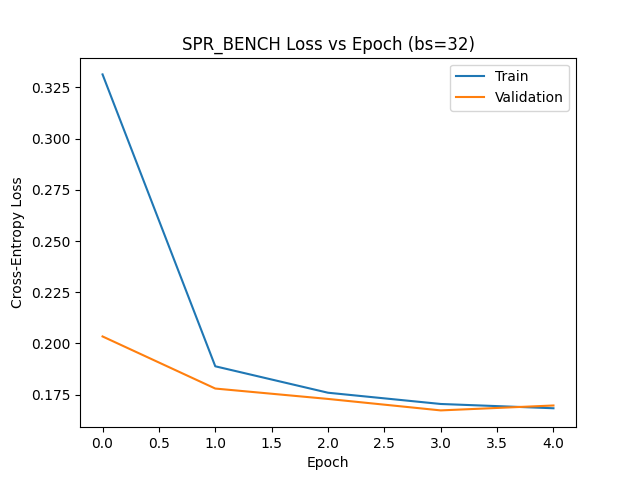 SPR_BENCH Loss vs Epoch (bs=32)
Train
Validation
Cross-Entropy Loss
0.325
0.300
0.275
0.250
0.225
0.200
0.175
0.0 0.5 1.0 1.5 2.0 2.5 3.0 3.5 4.0
Epoch